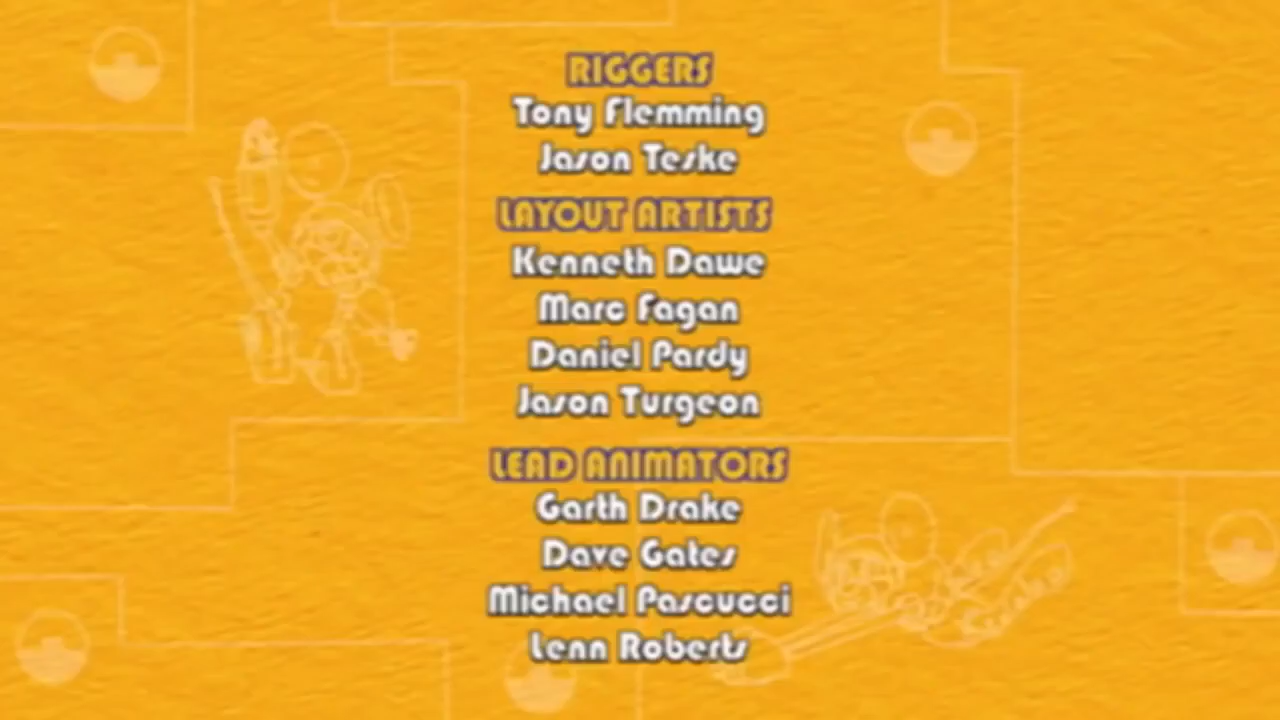 RIGGERS
Tony Flemming
Jason Teske
LAYOUT ARTISTS
Kenneth Dawe
Marc Fagan
Daniel Pardy
Jason Turgeon
LEAD ANIMATORS
Garth Drake
Dave Gates
Michael Pascucci
Lenn Roberts